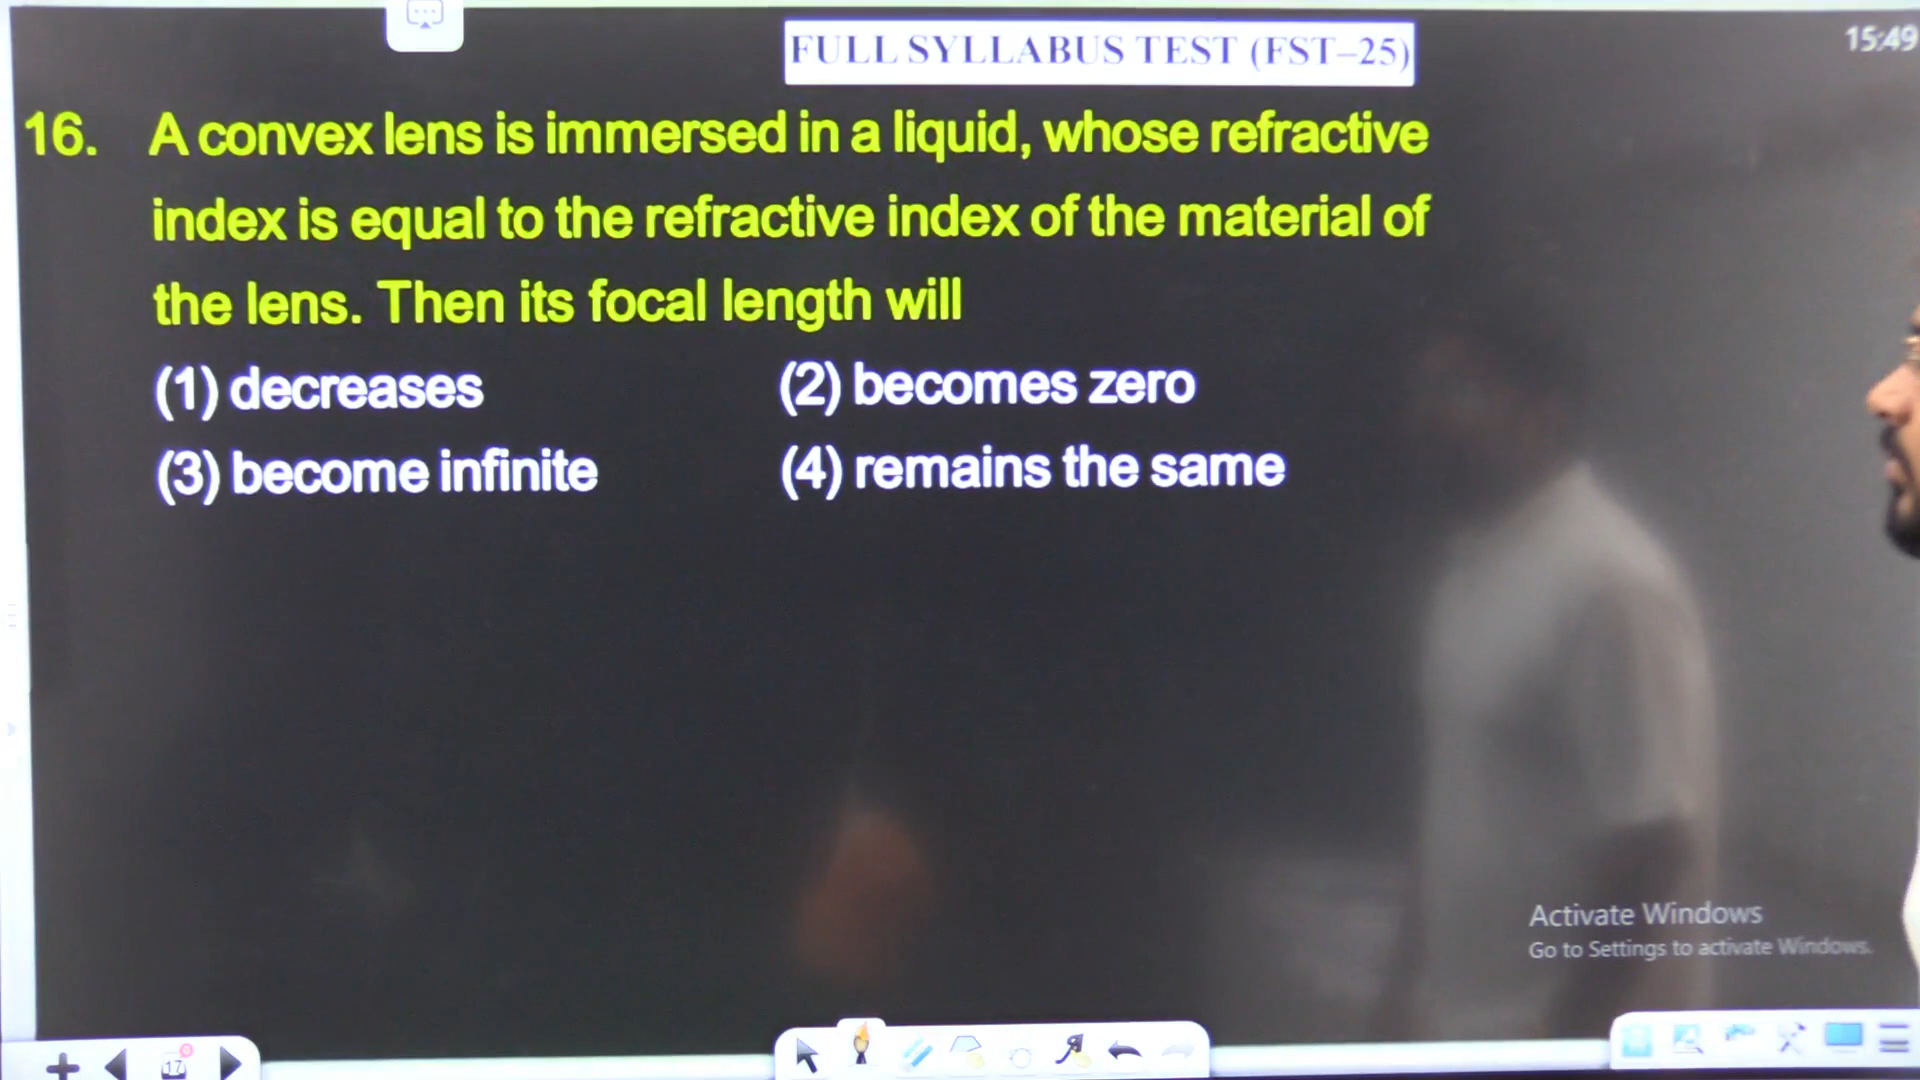 FULL SYLLABUS TEST (FST–25)
15:49
16. A convex lens is immersed in a liquid, whose refractive
index is equal to the refractive index of the material of
the lens. Then its focal length will
(1) decreases (2) becomes zero
(3) become infinite (4) remains the same
Activate Windows
Go to Settings to activate Windows.
17